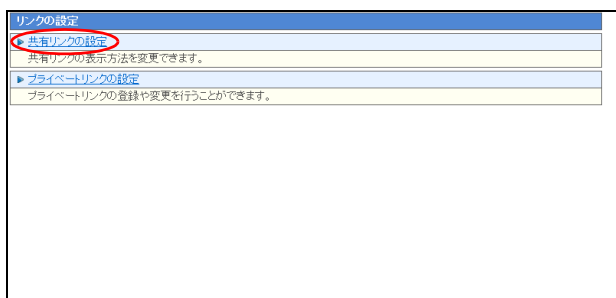 リンクの設定
共有リンクの設定
共有リンクの表示方法を変更できます。
プライベートリンクの設定
プライベートリンクの登録や変更を行うことができます。